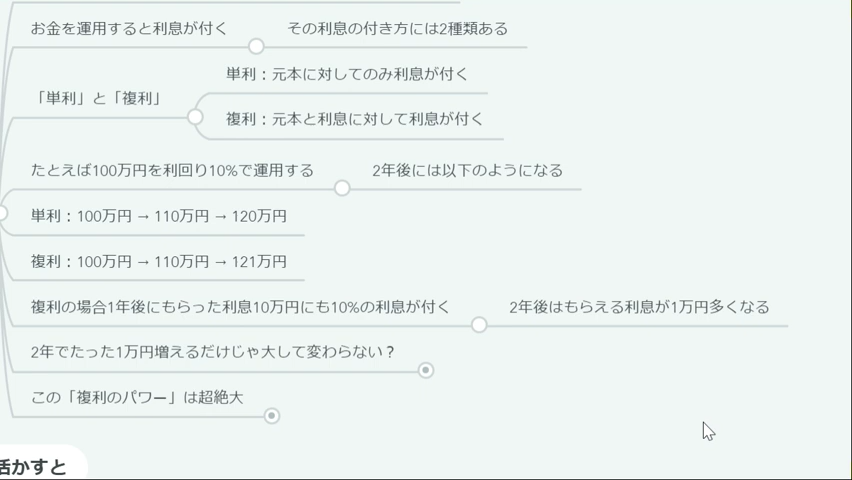 お金を運用すると利息が付く その利息の付き方には2種類ある
「単利」と「複利」
単利：元本に対してのみ利息が付く
複利：元本と利息に対して利息が付く
たとえば100万円を利回り10%で運用する 2年後には以下のようになる
単利：100万円 → 110万円 → 120万円
複利：100万円 → 110万円 → 121万円
複利の場合1年後にもらった利息10万円にも10%の利息が付く 2年後はもらえる利息が1万円多くなる
2年でたった1万円増えるだけじゃ大して変わらない？
この「複利のパワー」は超絶大
活かすと